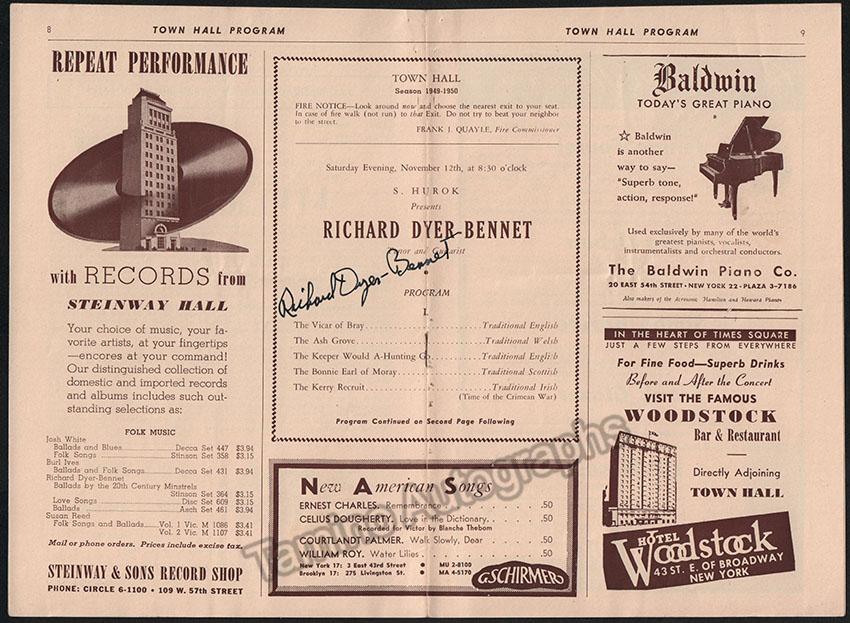 8
TOWN HALL PROGRAM
REPEAT PERFORMANCE
with RECORDS from
STEINWAY HALL
Your choice of music, your fa-
vorite artists, at your fingertips
—encores at your command!
Our distinguished collection of
domestic and imported records
and albums includes such out-
standing selections as:
FOLK MUSIC
Josh White
Ballads and Blues Decca Set 447 $3.94
Folk Songs Stinson Set 358 $3.15
Burl Ives
Ballads and Folk Songs Decca Set 431 $3.94
Richard Dyer-Bennett
Ballads by the 20th Century Minstrels
Stinson Set 364 $3.15
Love Songs Disc Set 609 $3.15
Ballads Asch Set 461 $3.94
Susan Reed
Folk Songs and Ballads Vol. 1 Vic. M 1086 $3.41
Vol. 2 Vic. M 1107 $3.41
Mail or phone orders. Prices include excise tax.
STEINWAY & SONS RECORD SHOP
PHONE: CIRCLE 6-1100 • 109 W. 57th STREET
TOWN HALL
Season 1949-1950
FIRE NOTICE—Look around now and choose the nearest exit to your seat.
In case of fire walk (not run) to that Exit. Do not try to beat your neighbor
to the street.
FRANK J. QUAYLE, Fire Commissioner
Saturday Evening, November 12th, at 8:30 o'clock
S. HUROK
Presents
RICHARD DYER-BENNET
Tenor and Guitarist
Richard Dyer-Bennet
PROGRAM
I.
The Vicar of Bray Traditional English
The Ash Grove Traditional Welsh
The Keeper Would A-Hunting Go Traditional English
The Bonnie Earl of Moray Traditional Scottish
The Kerry Recruit Traditional Irish
(Time of the Crimean War)
Program Continued on Second Page Following
New American Songs
ERNEST CHARLES. Remembrence .50
CELIUS DOUGHERTY. Love in the Dictionary .50
Recorded for Victor by Blanche Thebom
COURTLANDT PALMER. Walk Slowly, Dear .50
WILLIAM ROY. Water Lilies .50
New York 17: 3 East 43rd Street • MU 2-8100
Brooklyn 17: 275 Livingston St. • MA 4-5170
G. SCHIRMER
TOWN HALL PROGRAM
9
Baldwin
TODAY'S GREAT PIANO
☆ Baldwin
is another
way to say—
"Superb tone,
action, response!"
Used exclusively by many of the world's
greatest pianists, vocalists,
instrumentalists and orchestral conductors.
The Baldwin Piano Co.
20 EAST 54th STREET • NEW YORK 22 • PLAZA 3-7186
Also makers of the Acrosonic Hamilton and Howard Pianos
IN THE HEART OF TIMES SQUARE
JUST A FEW STEPS FROM EVERYWHERE
For Fine Food—Superb Drinks
Before and After the Concert
VISIT THE FAMOUS
WOODSTOCK
Bar & Restaurant
Directly Adjoining
TOWN HALL
HOTEL
Woodstock
43 ST. E. OF BROADWAY
NEW YORK
Tamino Autographs